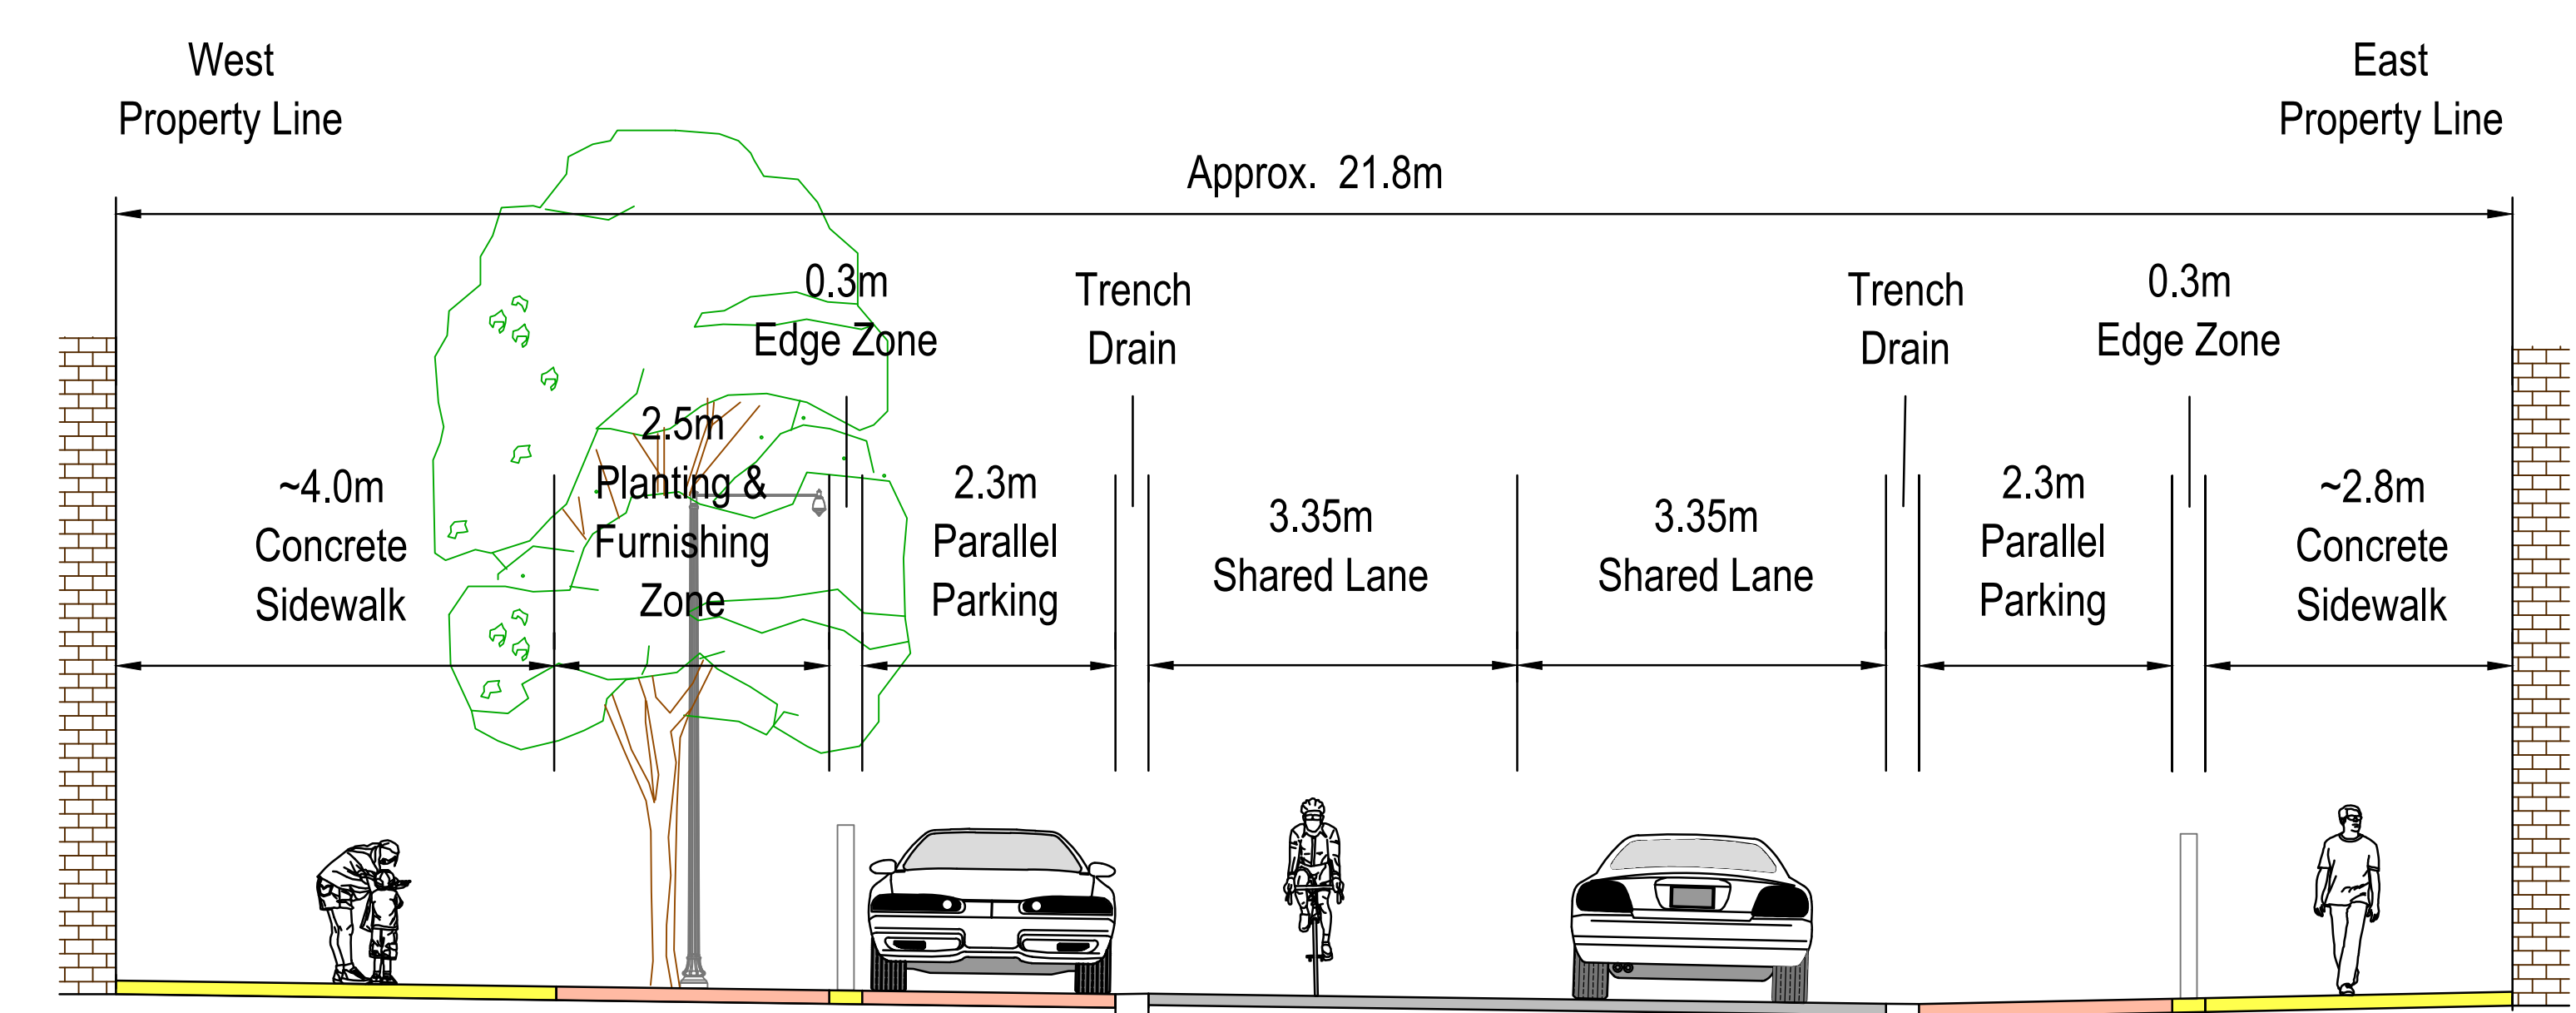 West
Property Line
East
Property Line
Approx.  21.8m
0.3m
Edge Zone
Trench
Drain
Trench
Drain
0.3m
Edge Zone
~4.0m
Concrete
Sidewalk
2.5m
Planting &
Furnishing
Zone
2.3m
Parallel
Parking
3.35m
Shared Lane
3.35m
Shared Lane
2.3m
Parallel
Parking
~2.8m
Concrete
Sidewalk